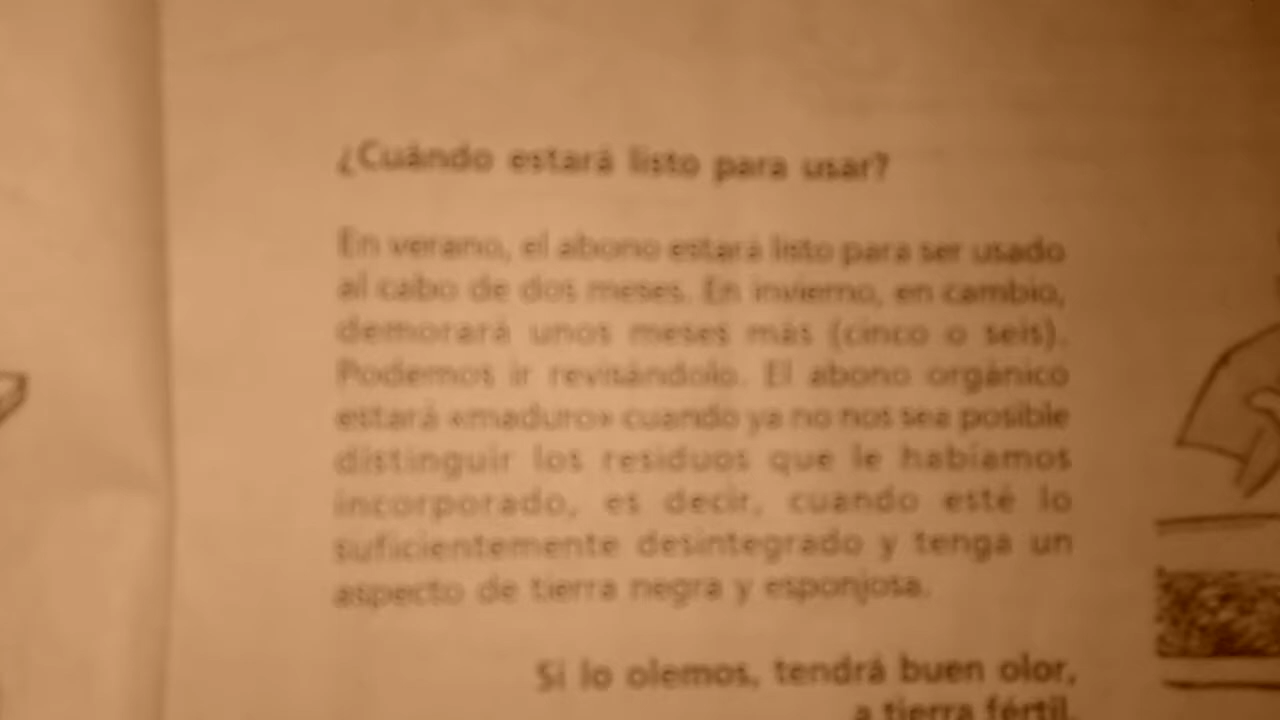 ¿Cuándo estará listo para usar?
En verano, el abono estará listo para ser usado
al cabo de dos meses. En invierno, en cambio,
demorará unos meses más (cinco o seis).
Podemos ir revisándolo. El abono orgánico
estará «maduro» cuando ya no nos sea posible
distinguir los residuos que le habíamos
incorporado, es decir, cuando esté lo
suficientemente desintegrado y tenga un
aspecto de tierra negra y esponjosa.
Si lo olemos, tendrá buen olor,
a tierra fértil.